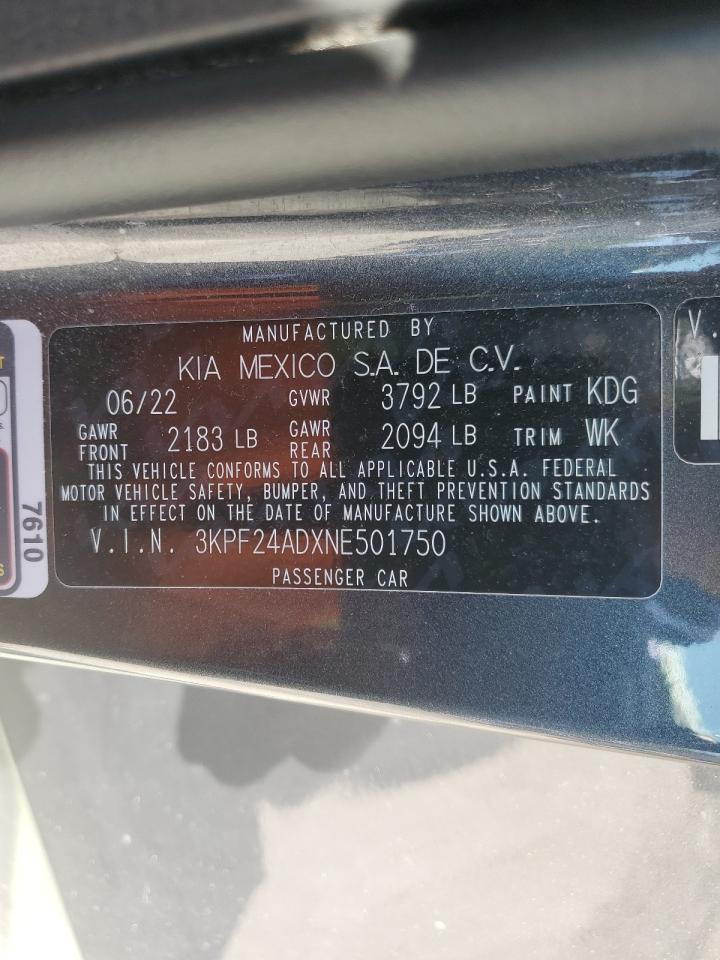 MANUFACTURED BY
KIA MEXICO S.A. DE C.V.
06/22 GVWR 3792 LB PAINT KDG
GAWR FRONT 2183 LB GAWR REAR 2094 LB TRIM WK
THIS VEHICLE CONFORMS TO ALL APPLICABLE U.S.A. FEDERAL
MOTOR VEHICLE SAFETY, BUMPER, AND THEFT PREVENTION STANDARDS
IN EFFECT ON THE DATE OF MANUFACTURE SHOWN ABOVE.
V.I.N. 3KPF24ADXNE501750
PASSENGER CAR
7610
V.